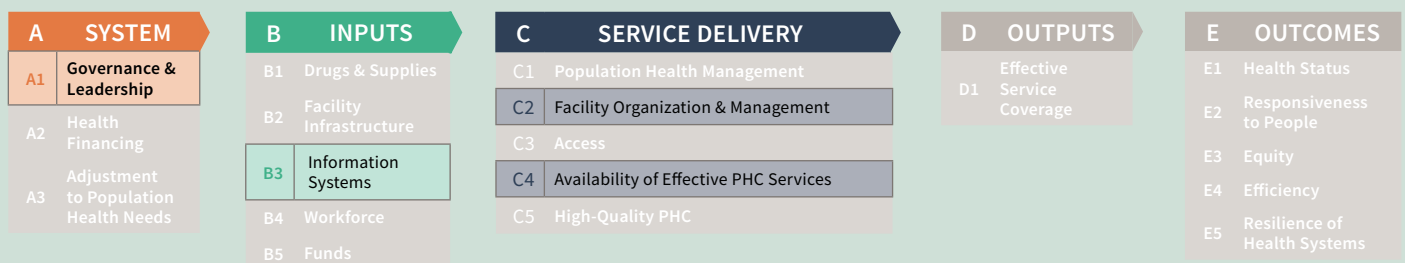 A SYSTEM
A1 Governance &
Leadership
A2 Health
Financing
A3 Adjustment
to Population
Health Needs
B INPUTS
B1 Drugs & Supplies
B2 Facility
Infrastructure
B3 Information
Systems
B4 Workforce
B5 Funds
C SERVICE DELIVERY
C1 Population Health Management
C2 Facility Organization & Management
C3 Access
C4 Availability of Effective PHC Services
C5 High-Quality PHC
D OUTPUTS
D1 Effective
Service
Coverage
E OUTCOMES
E1 Health Status
E2 Responsiveness
to People
E3 Equity
E4 Efficiency
E5 Resilience of
Health Systems